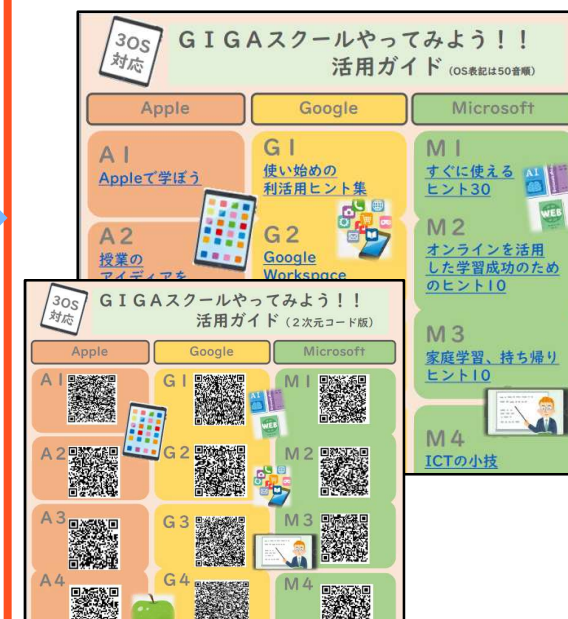 3OS
対応
GIGAスクールやってみよう！！
活用ガイド（OS表記は50音順）
Apple
Google
Microsoft
A1
Appleで学ぼう
G1
使い始めの
利活用ヒント集
M1
すぐに使える
ヒント30
AI
WEB
A2
授業の
アイディアを
G2
Google
Workspace
M2
オンラインを活用
した学習成功のため
のヒント10
M3
家庭学習、持ち帰り
ヒント10
M4
ICTの小技
3OS
対応
GIGAスクールやってみよう！！
活用ガイド（２次元コード版）
Apple
Google
Microsoft
A1
G1
M1
AI
WEB
A2
G2
M2
A3
G3
M3
A4
G4
M4